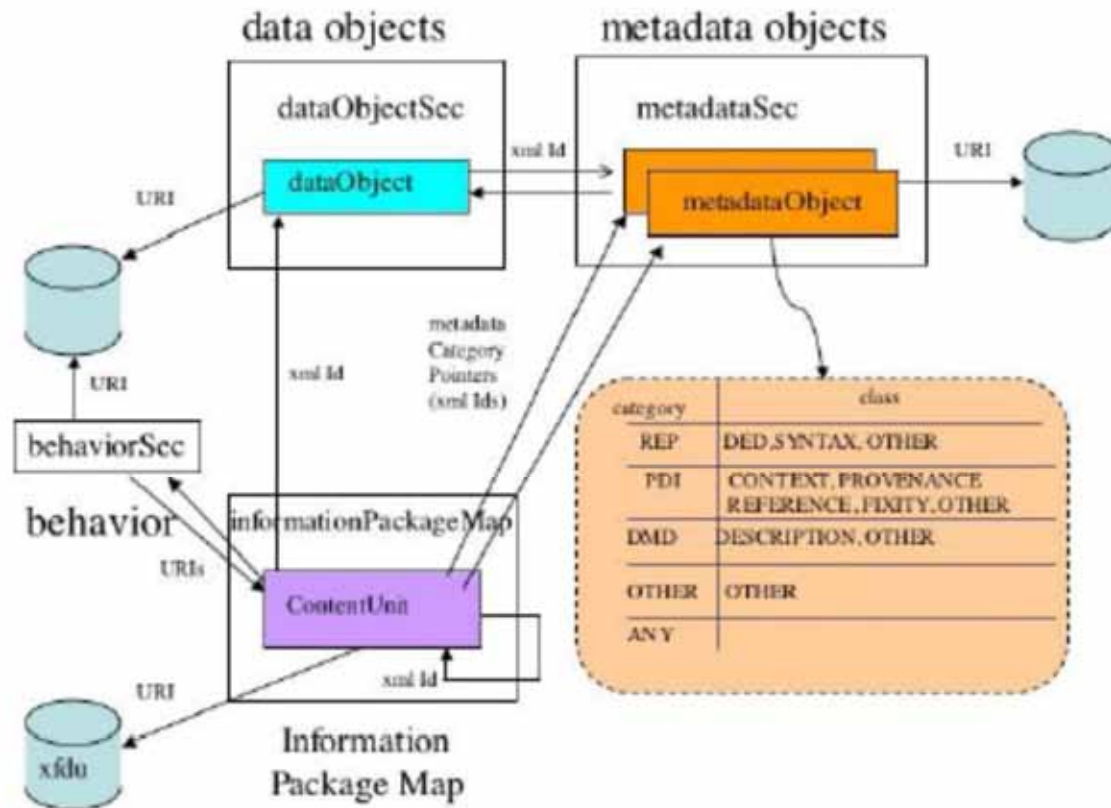 data objects
metadata objects
dataObjectSec
metadataSec
xml Id
URI
dataObject
metadataObject
URI
metadata
Category
Pointers
(xml Ids)
xml Id
URI
behaviorSec
behavior
informationPackageMap
URIs
ContentUnit
xml Id
URI
xfdu
Information
Package Map
category class
REP DED,SYNTAX, OTHER
PDI CONTEXT, PROVENANCE
REFERENCE, FIXITY, OTHER
DMD DESCRIPTION, OTHER
OTHER OTHER
ANY